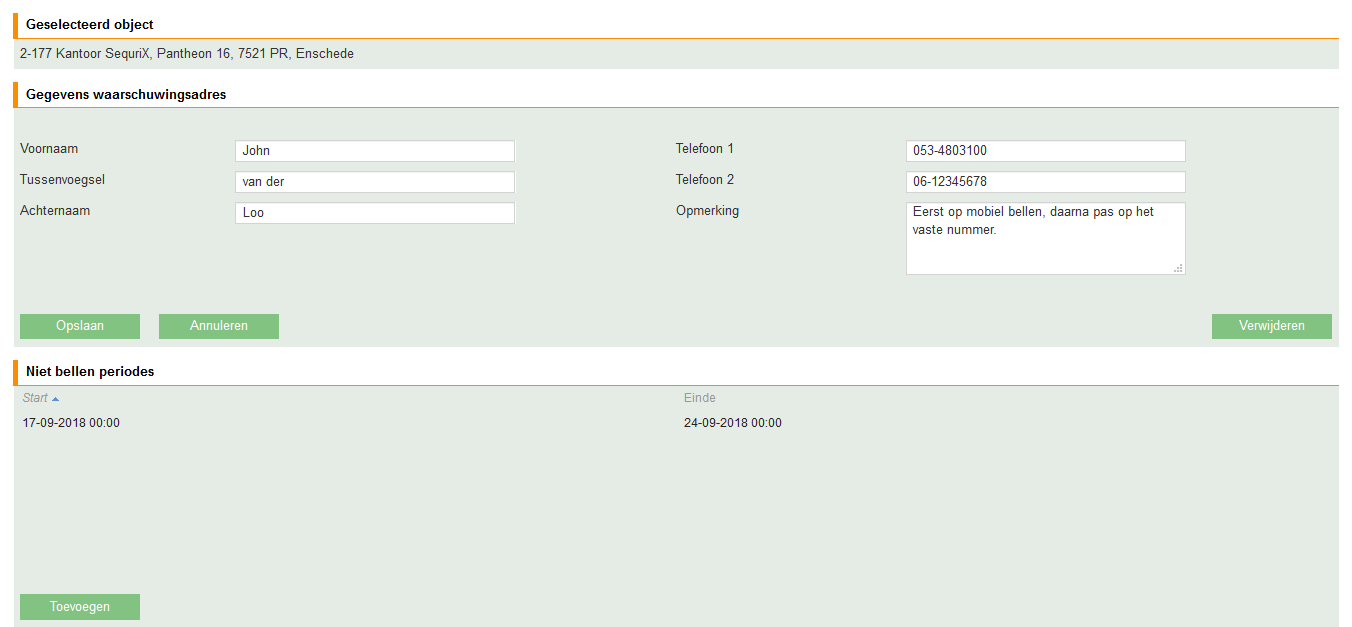 Geselecteerd object
2-177 Kantoor SequriX, Pantheon 16, 7521 PR, Enschede
Gegevens waarschuwingsadres
Voornaam John Telefoon 1 053-4803100
Tussenvoegsel van der Telefoon 2 06-12345678
Achternaam Loo Opmerking Eerst op mobiel bellen, daarna pas op het
vaste nummer.
Opslaan Annuleren Verwijderen
Niet bellen periodes
Start Einde
17-09-2018 00:00 24-09-2018 00:00
Toevoegen